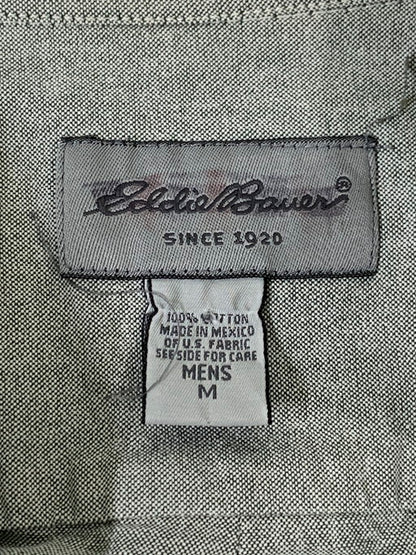 Eddie Bauer®
SINCE 1920
100% COTTON
MADE IN MEXICO
OF U.S. FABRIC
SEE SIDE FOR CARE
MENS
M